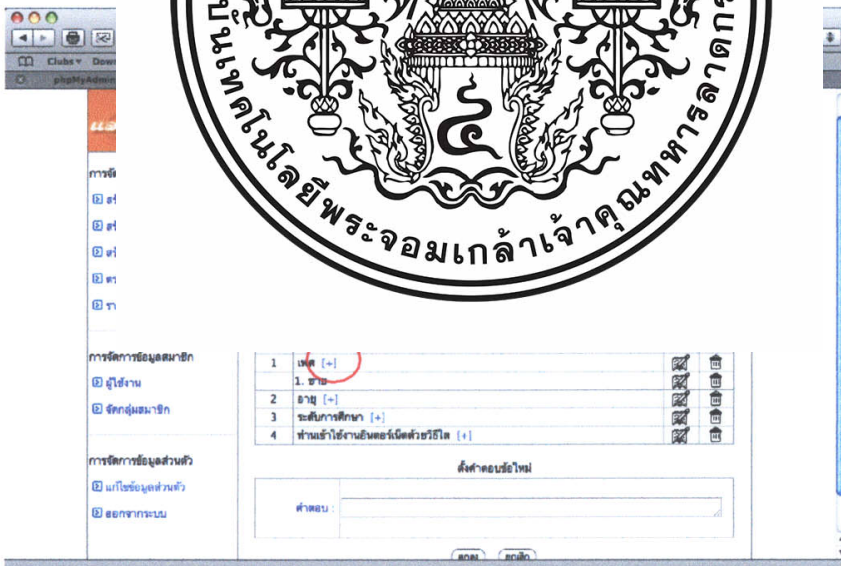 Clubs
phpMyAdmin
บันเทคโนโลยีพระจอมเกล้าเจ้าคุณทหารลาดกร
การจัดการข้อมูลสมาชิก
ผู้ใช้งาน
จัดกลุ่มสมาชิก
การจัดการข้อมูลส่วนตัว
แก้ไขข้อมูลส่วนตัว
ออกจากระบบ
1 เพศ [+]
1. ชาย
2 อายุ [+]
3 ระดับการศึกษา [+]
4 ท่านเข้าใช้งานอินเตอร์เน็ตด้วยวิธีใด [+]
ตั้งคำตอบข้อใหม่
คำตอบ :
ตกลง ยกเลิก